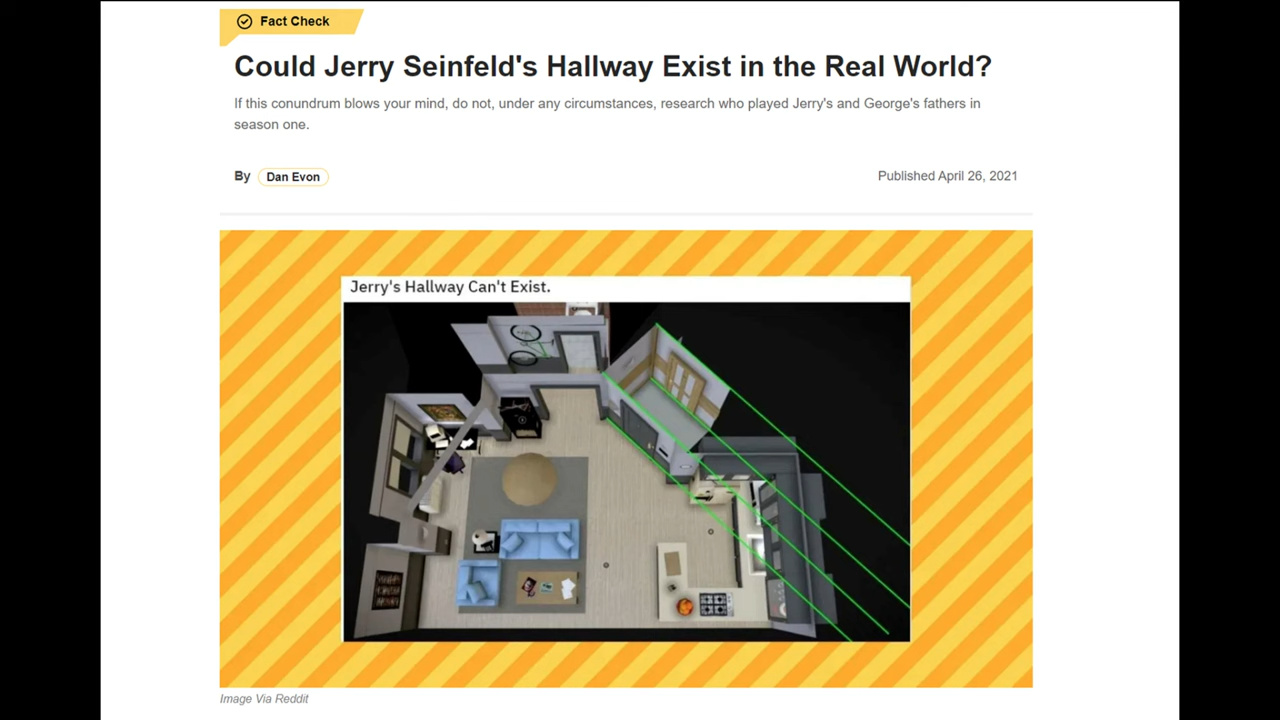 Fact Check
Could Jerry Seinfeld's Hallway Exist in the Real World?
If this conundrum blows your mind, do not, under any circumstances, research who played Jerry's and George's fathers in
season one.
By Dan Evon
Published April 26, 2021
Jerry's Hallway Can't Exist.
Image Via Reddit